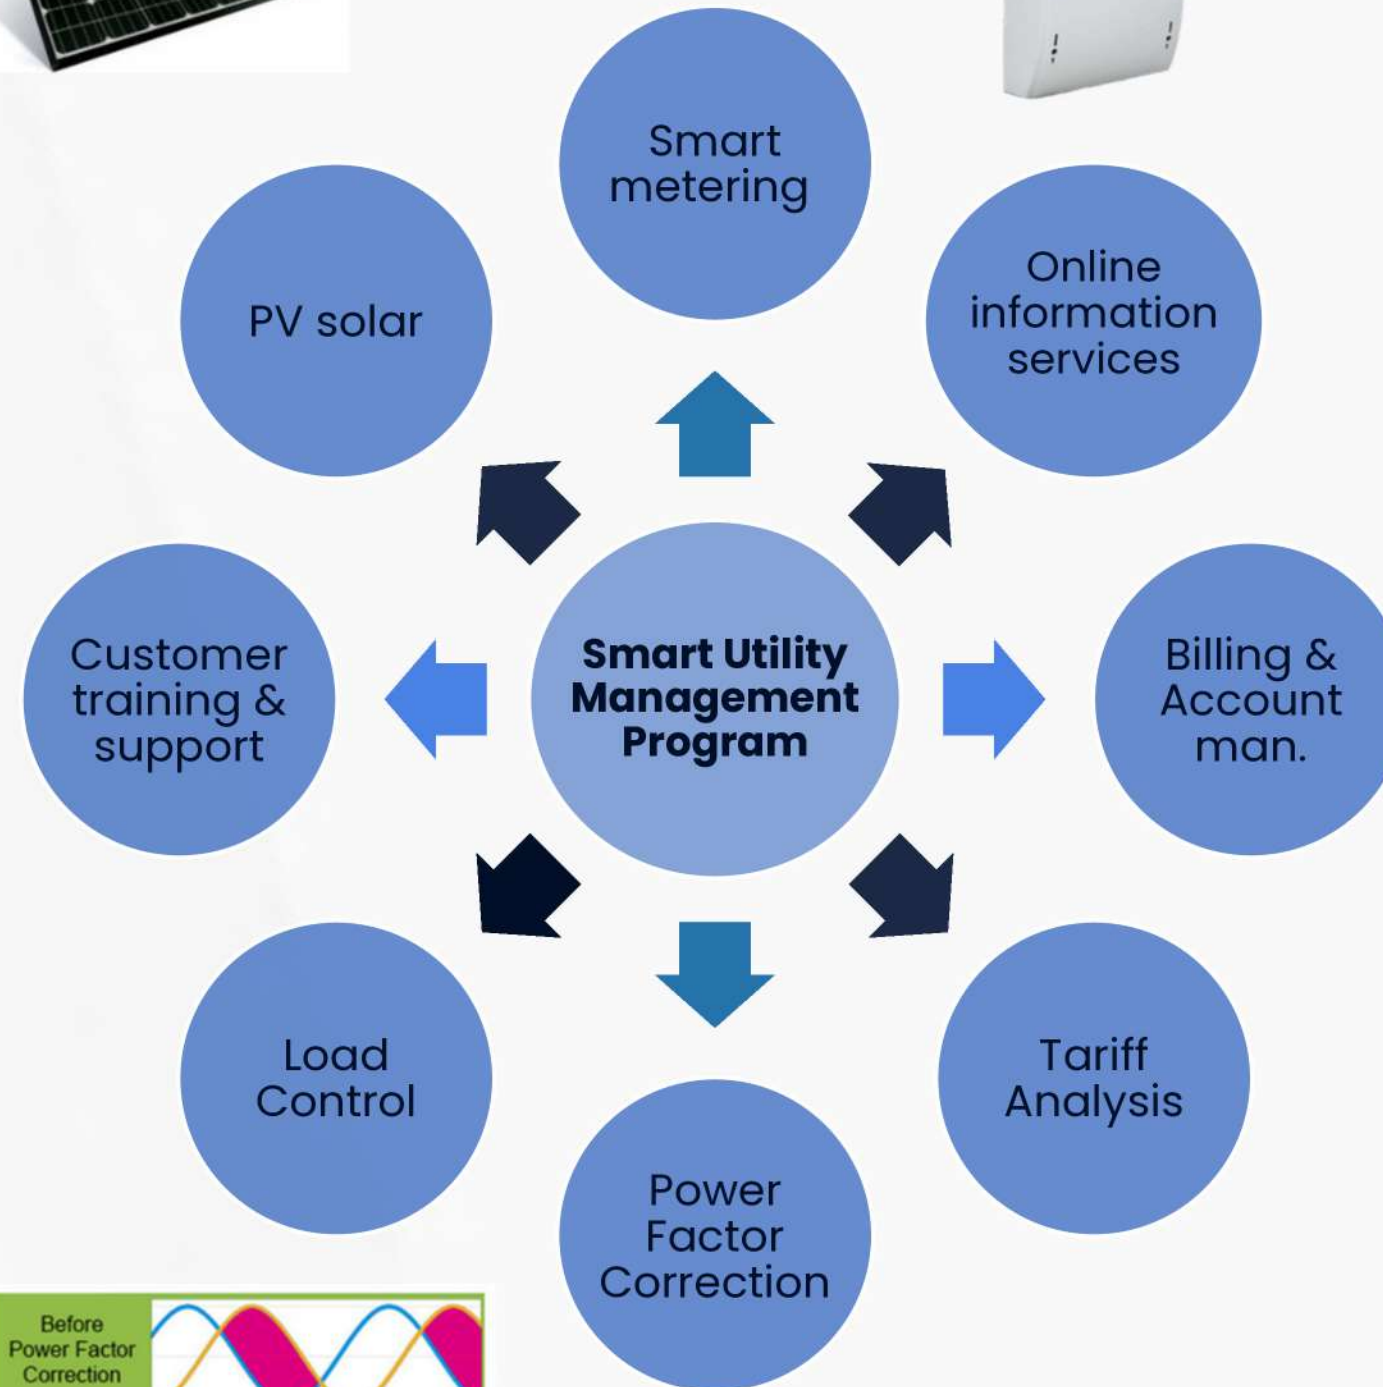 Smart
metering
Online
information
services
PV solar
Smart Utility
Management
Program
Billing &
Account
man.
Customer
training &
support
Tariff
Analysis
Load
Control
Power
Factor
Correction
Before
Power Factor
Correction